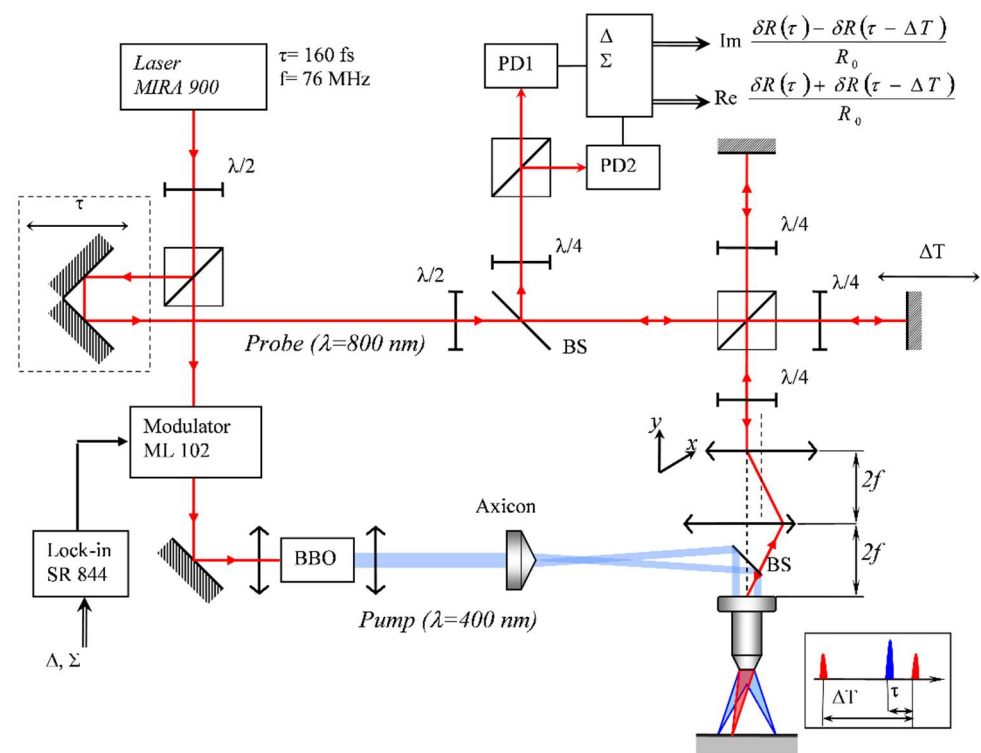 Laser
MIRA 900
τ= 160 fs
f= 76 MHz
PD1
Δ
Σ
Im δR(τ) − δR(τ − ΔT)
R₀
Re δR(τ) + δR(τ − ΔT)
R₀
PD2
λ/2
τ
λ/4
λ/2
λ/4
λ/4
ΔT
Probe (λ=800 nm)
BS
λ/4
Modulator
ML 102
y
x
2f
Axicon
Lock-in
SR 844
BBO
BS
2f
Pump (λ=400 nm)
Δ, Σ
ΔT
τ